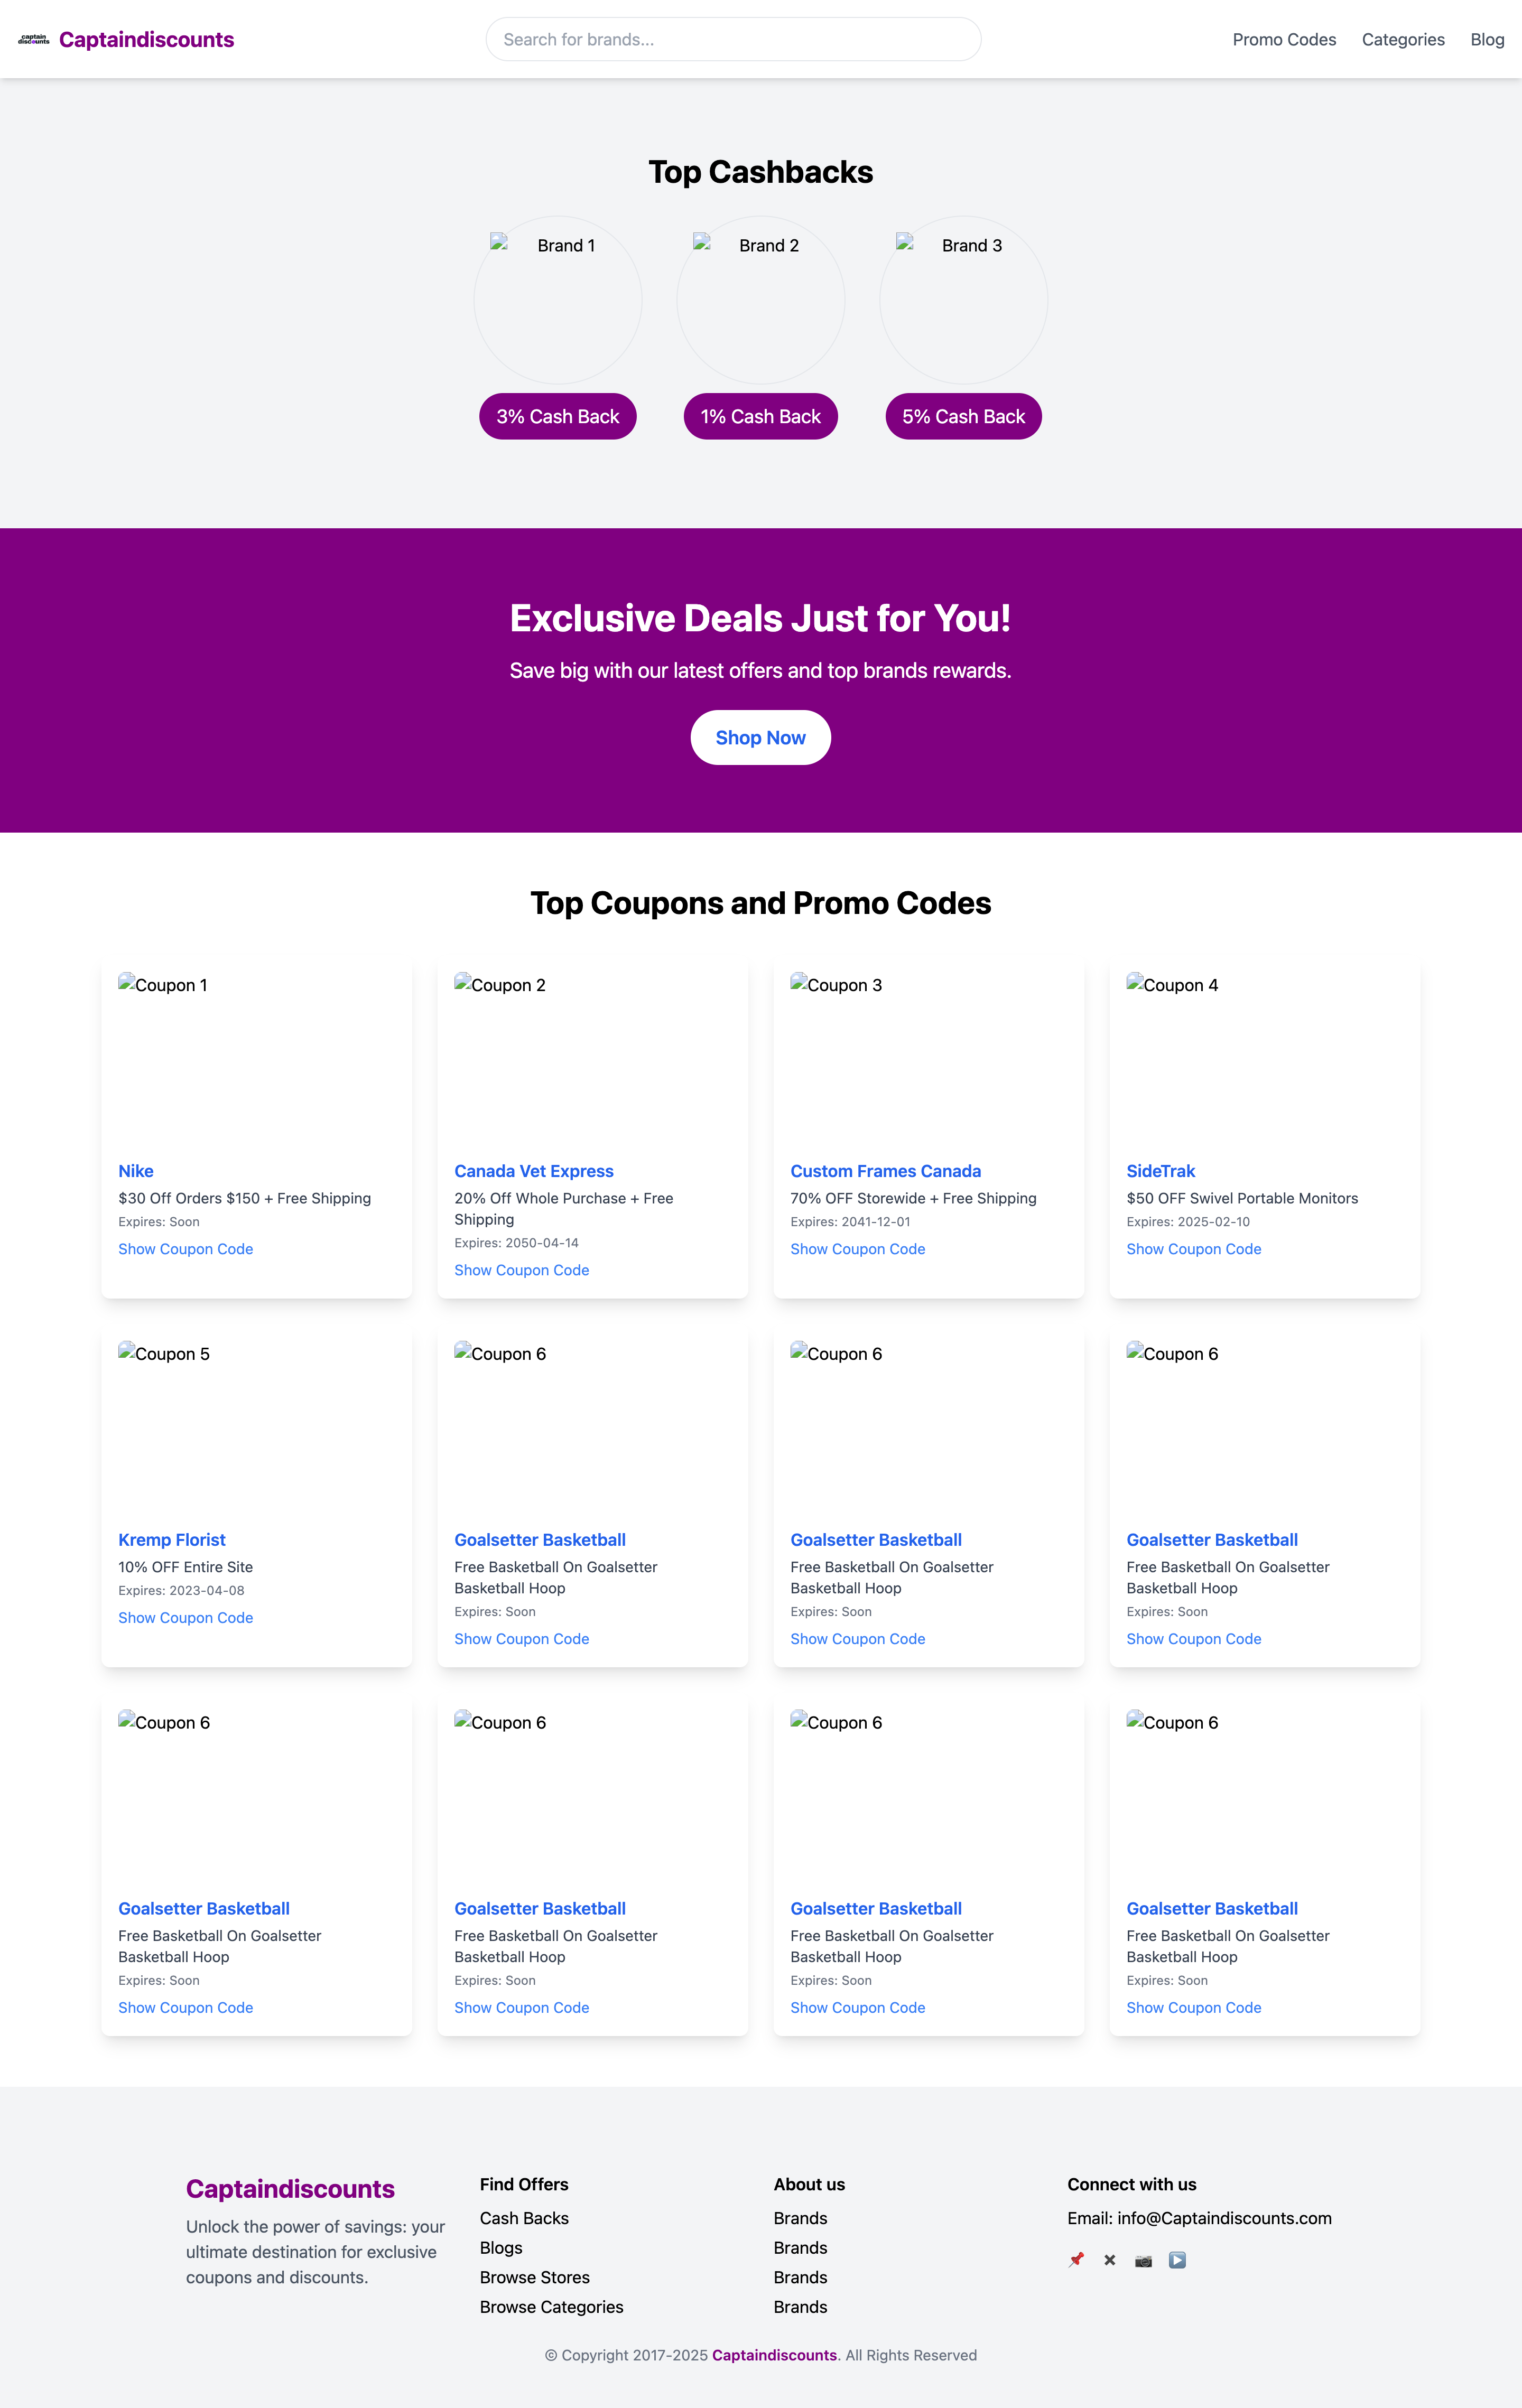 captain
discounts
Captaindiscounts
Search for brands...
Promo Codes
Categories
Blog
Top Cashbacks
Brand 1
Brand 2
Brand 3
3% Cash Back
1% Cash Back
5% Cash Back
Exclusive Deals Just for You!
Save big with our latest offers and top brands rewards.
Shop Now
Top Coupons and Promo Codes
Coupon 1
Nike
$30 Off Orders $150 + Free Shipping
Expires: Soon
Show Coupon Code
Coupon 2
Canada Vet Express
20% Off Whole Purchase + Free
Shipping
Expires: 2050-04-14
Show Coupon Code
Coupon 3
Custom Frames Canada
70% OFF Storewide + Free Shipping
Expires: 2041-12-01
Show Coupon Code
Coupon 4
SideTrak
$50 OFF Swivel Portable Monitors
Expires: 2025-02-10
Show Coupon Code
Coupon 5
Kremp Florist
10% OFF Entire Site
Expires: 2023-04-08
Show Coupon Code
Coupon 6
Goalsetter Basketball
Free Basketball On Goalsetter
Basketball Hoop
Expires: Soon
Show Coupon Code
Coupon 6
Goalsetter Basketball
Free Basketball On Goalsetter
Basketball Hoop
Expires: Soon
Show Coupon Code
Coupon 6
Goalsetter Basketball
Free Basketball On Goalsetter
Basketball Hoop
Expires: Soon
Show Coupon Code
Coupon 6
Goalsetter Basketball
Free Basketball On Goalsetter
Basketball Hoop
Expires: Soon
Show Coupon Code
Coupon 6
Goalsetter Basketball
Free Basketball On Goalsetter
Basketball Hoop
Expires: Soon
Show Coupon Code
Coupon 6
Goalsetter Basketball
Free Basketball On Goalsetter
Basketball Hoop
Expires: Soon
Show Coupon Code
Coupon 6
Goalsetter Basketball
Free Basketball On Goalsetter
Basketball Hoop
Expires: Soon
Show Coupon Code
Captaindiscounts
Unlock the power of savings: your
ultimate destination for exclusive
coupons and discounts.
Find Offers
Cash Backs
Blogs
Browse Stores
Browse Categories
About us
Brands
Brands
Brands
Brands
Connect with us
Email: info@Captaindiscounts.com
© Copyright 2017-2025 Captaindiscounts. All Rights Reserved